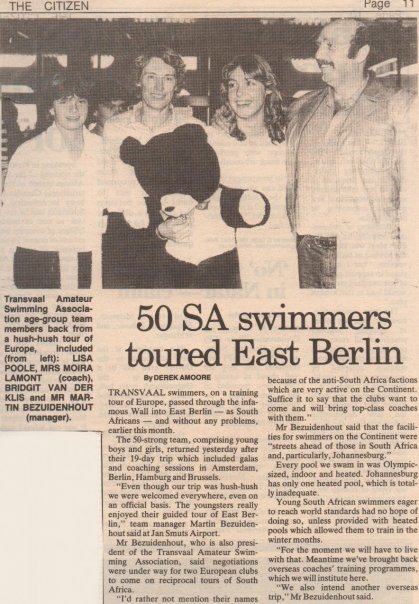 THE CITIZEN
Page 11
Transvaal Amateur
Swimming Associa-
tion age-group team
members back from
a hush-hush tour of
Europe, included
(from left): LISA
POOLE, MRS MOIRA
LAMONT (coach),
BRIDGIT VAN DER
KLIS and MR MAR-
TIN BEZUIDENHOUT
(manager).
50 SA swimmers
toured East Berlin
By DEREK AMOORE
TRANSVAAL swimmers, on a training
tour of Europe, passed through the infa-
mous Wall into East Berlin — as South
Africans — and without any problems,
earlier this month.
The 50-strong team, comprising young
boys and girls, returned yesterday after
their 19-day trip which included galas
and coaching sessions in Amsterdam,
Berlin, Hamburg and Brussels.
"Even though our trip was hush-hush
we were welcomed everywhere, even on
an official basis. The youngsters really
enjoyed their guided tour of East Ber-
lin," team manager Martin Bezuiden-
hout said at Jan Smuts Airport.
Mr Bezuidenhout, who is also presi-
dent of the Transvaal Amateur Swim-
ming Association, said negotiations
were under way for two European clubs
to come on reciprocal tours of South
Africa.
"I'd rather not mention their names
because of the anti-South Africa factions
which are very active on the Continent.
Suffice it to say that the clubs want to
come and will bring top-class coaches
with them."
Mr Bezuidenhout said that the facili-
ties for swimming on the Continent were
"streets ahead of those in South Africa
and, particularly, Johannesburg."
Every pool we swam in was Olympic-
sized, indoor and heated. Johannesburg
has only one heated pool, which is total-
ly inadequate.
Young South African swimmers eager
to reach world standards had no hope of
doing so, unless provided with heated
pools which allowed them to train in the
winter months.
"For the moment we will have to live
with that. Meantime we've brought back
overseas coaches' training programmes,
which we will institute here.
"We also intend another overseas
trip," Mr Bezuidenhout said.